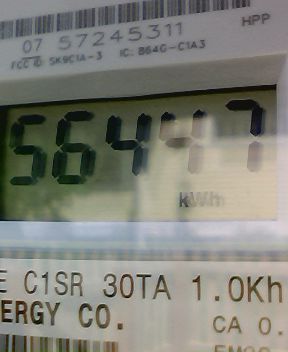 HPP
07 57245311
FCC ID: SK9C1A-3 IC: 864G-C1A3
56447
kWh
E C1SR 30TA 1.0Kh
ERGY CO.
CA 0.